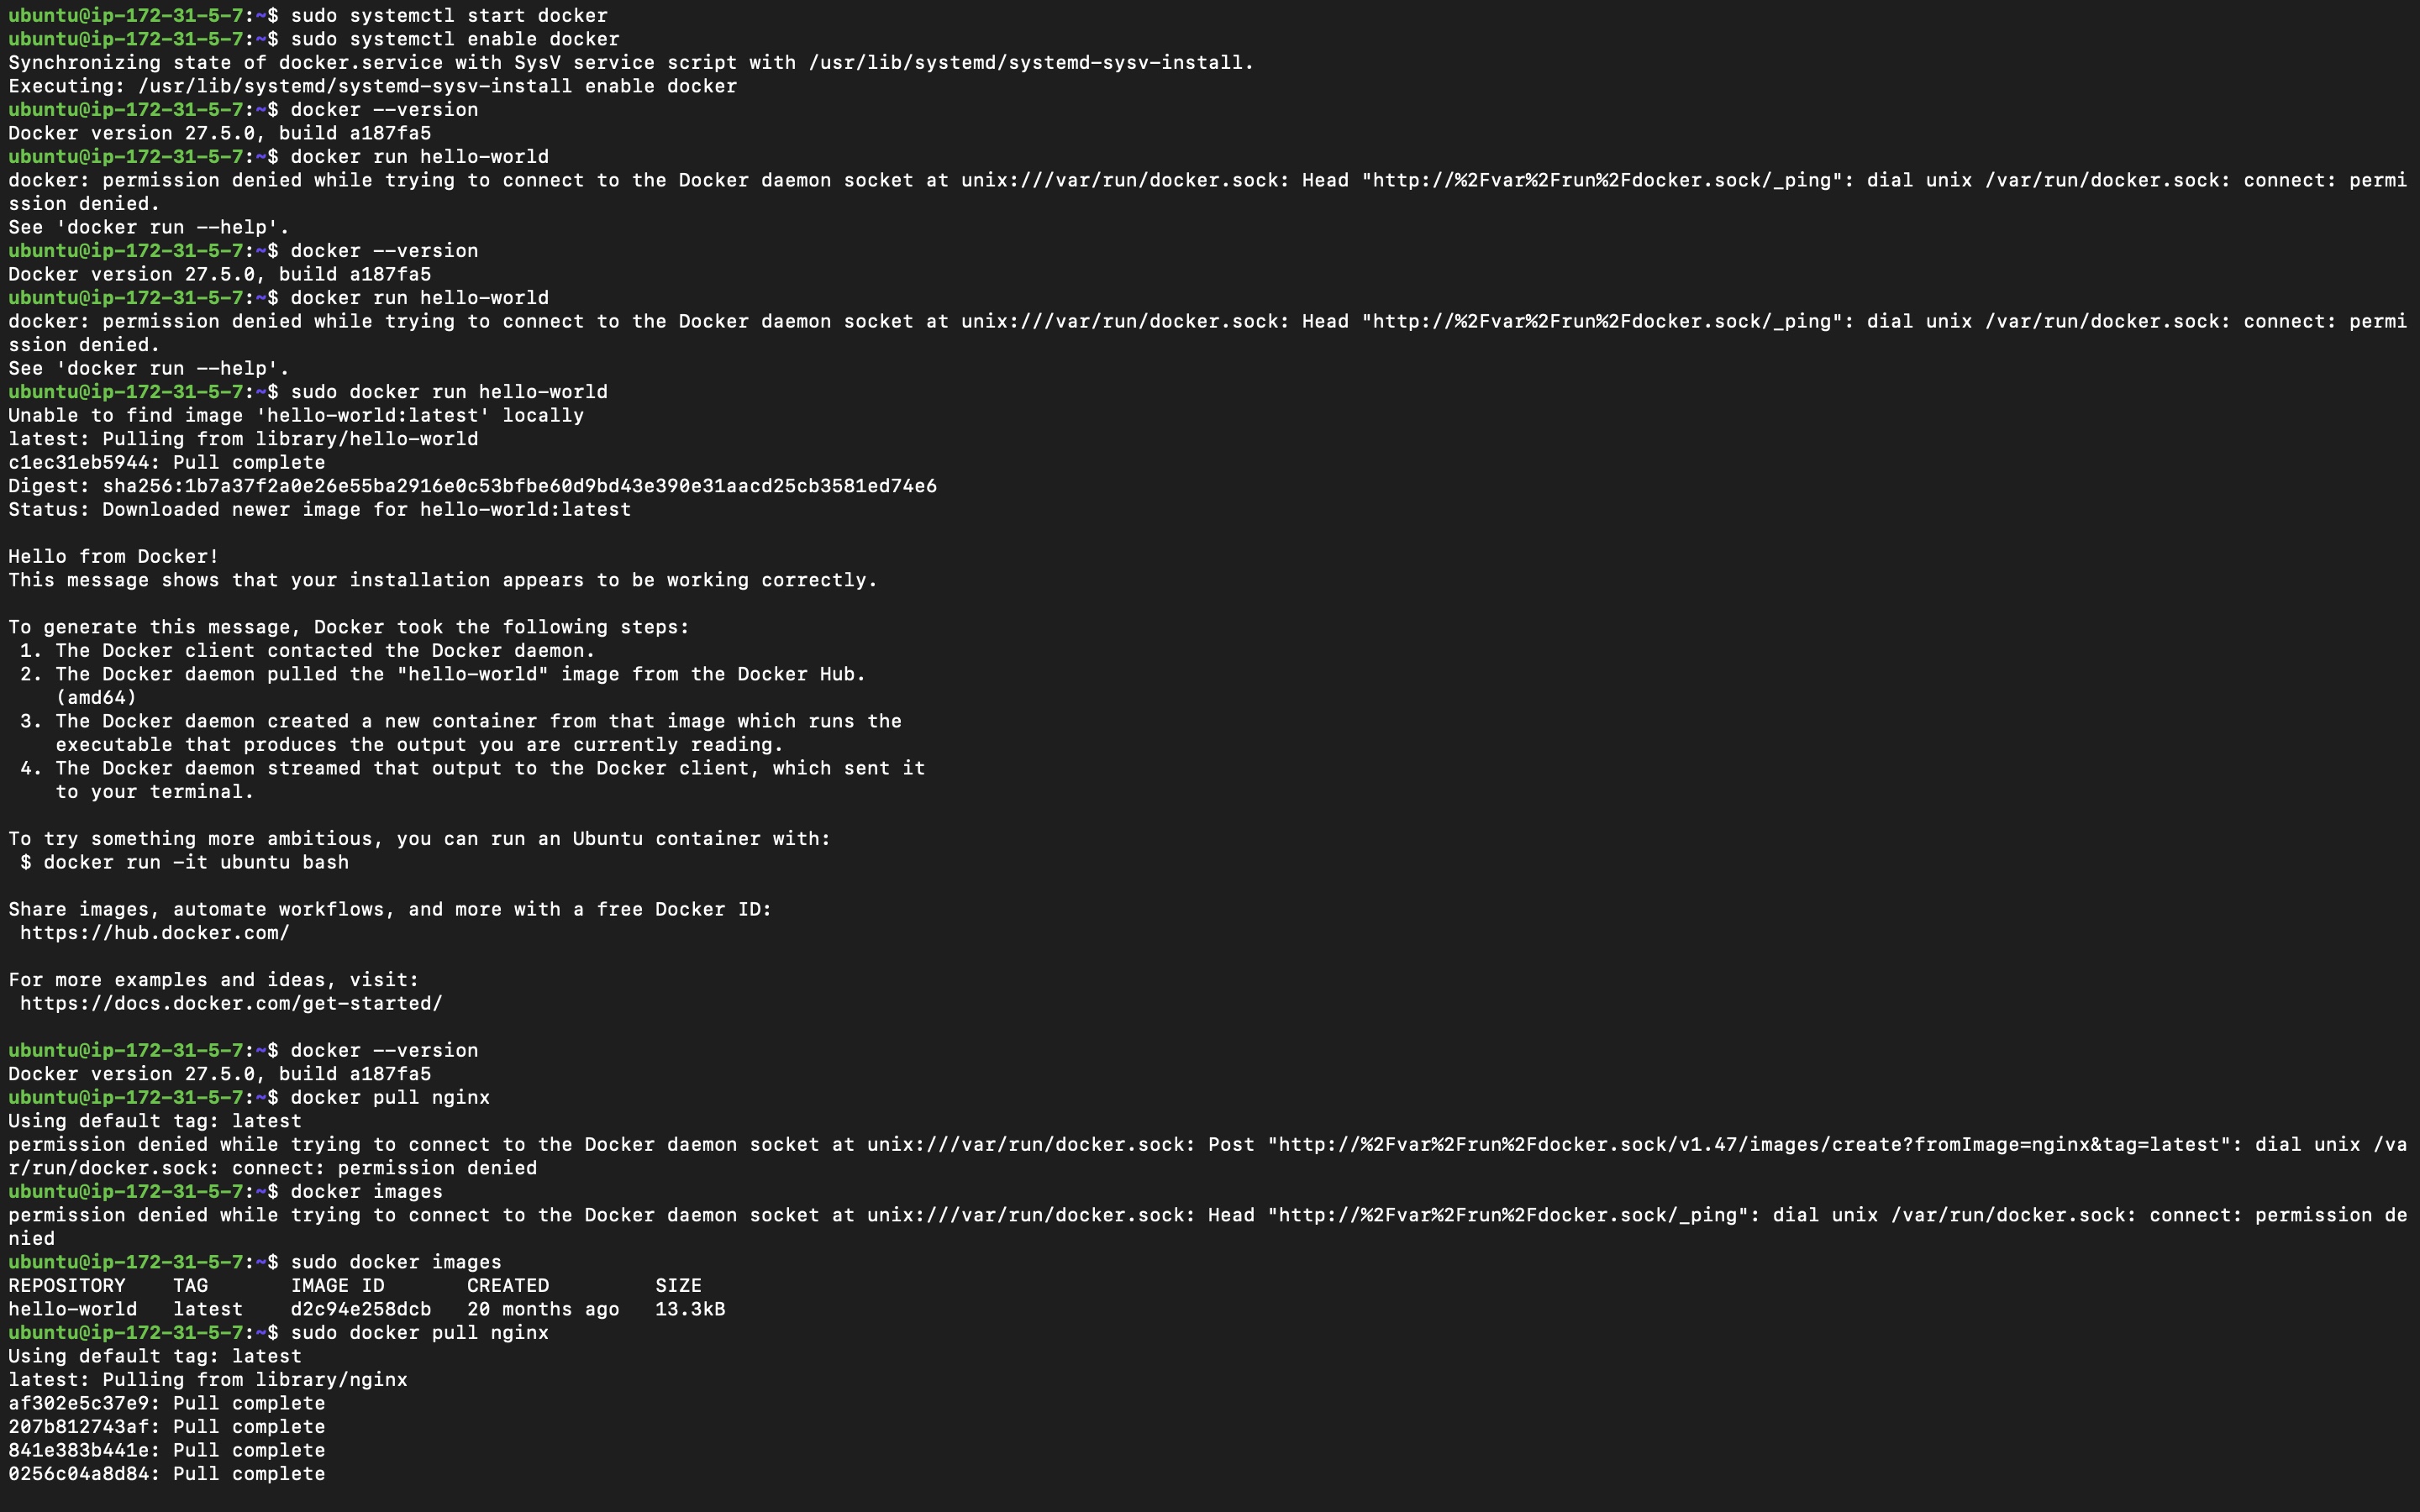 ubuntu@ip-172-31-5-7:~$ sudo systemctl start docker
ubuntu@ip-172-31-5-7:~$ sudo systemctl enable docker
Synchronizing state of docker.service with SysV service script with /usr/lib/systemd/systemd-sysv-install.
Executing: /usr/lib/systemd/systemd-sysv-install enable docker
ubuntu@ip-172-31-5-7:~$ docker --version
Docker version 27.5.0, build a187fa5
ubuntu@ip-172-31-5-7:~$ docker run hello-world
docker: permission denied while trying to connect to the Docker daemon socket at unix:///var/run/docker.sock: Head "http://%2Fvar%2Frun%2Fdocker.sock/_ping": dial unix /var/run/docker.sock: connect: permi
ssion denied.
See 'docker run --help'.
ubuntu@ip-172-31-5-7:~$ docker --version
Docker version 27.5.0, build a187fa5
ubuntu@ip-172-31-5-7:~$ docker run hello-world
docker: permission denied while trying to connect to the Docker daemon socket at unix:///var/run/docker.sock: Head "http://%2Fvar%2Frun%2Fdocker.sock/_ping": dial unix /var/run/docker.sock: connect: permi
ssion denied.
See 'docker run --help'.
ubuntu@ip-172-31-5-7:~$ sudo docker run hello-world
Unable to find image 'hello-world:latest' locally
latest: Pulling from library/hello-world
c1ec31eb5944: Pull complete
Digest: sha256:1b7a37f2a0e26e55ba2916e0c53bfbe60d9bd43e390e31aacd25cb3581ed74e6
Status: Downloaded newer image for hello-world:latest

Hello from Docker!
This message shows that your installation appears to be working correctly.

To generate this message, Docker took the following steps:
 1. The Docker client contacted the Docker daemon.
 2. The Docker daemon pulled the "hello-world" image from the Docker Hub.
    (amd64)
 3. The Docker daemon created a new container from that image which runs the
    executable that produces the output you are currently reading.
 4. The Docker daemon streamed that output to the Docker client, which sent it
    to your terminal.

To try something more ambitious, you can run an Ubuntu container with:
 $ docker run -it ubuntu bash

Share images, automate workflows, and more with a free Docker ID:
 https://hub.docker.com/

For more examples and ideas, visit:
 https://docs.docker.com/get-started/

ubuntu@ip-172-31-5-7:~$ docker --version
Docker version 27.5.0, build a187fa5
ubuntu@ip-172-31-5-7:~$ docker pull nginx
Using default tag: latest
permission denied while trying to connect to the Docker daemon socket at unix:///var/run/docker.sock: Post "http://%2Fvar%2Frun%2Fdocker.sock/v1.47/images/create?fromImage=nginx&tag=latest": dial unix /va
r/run/docker.sock: connect: permission denied
ubuntu@ip-172-31-5-7:~$ docker images
permission denied while trying to connect to the Docker daemon socket at unix:///var/run/docker.sock: Head "http://%2Fvar%2Frun%2Fdocker.sock/_ping": dial unix /var/run/docker.sock: connect: permission de
nied
ubuntu@ip-172-31-5-7:~$ sudo docker images
REPOSITORY    TAG       IMAGE ID       CREATED         SIZE
hello-world   latest    d2c94e258dcb   20 months ago   13.3kB
ubuntu@ip-172-31-5-7:~$ sudo docker pull nginx
Using default tag: latest
latest: Pulling from library/nginx
af302e5c37e9: Pull complete
207b812743af: Pull complete
841e383b441e: Pull complete
0256c04a8d84: Pull complete